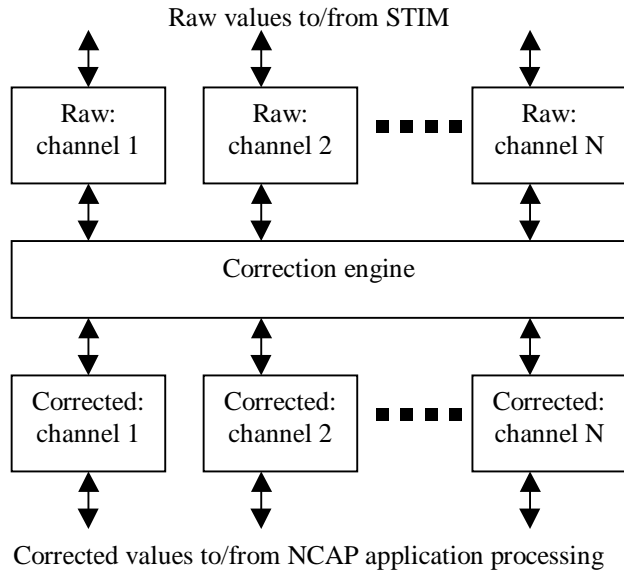 Raw values to/from STIM
Raw:
channel 1
Raw:
channel 2
Raw:
channel N
Correction engine
Corrected:
channel 1
Corrected:
channel 2
Corrected:
channel N
Corrected values to/from NCAP application processing